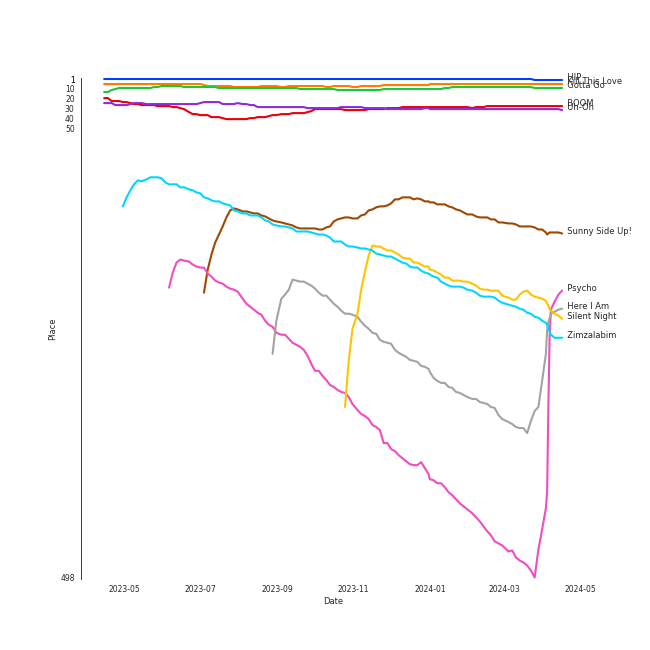 1
10
20
30
40
50
498
Place
HIP
Kill This Love
Gotta Go
BOOM
Uh-Oh
Sunny Side Up!
Psycho
Here I Am
Silent Night
Zimzalabim
2023-05
2023-07
2023-09
2023-11
2024-01
2024-03
2024-05
Date